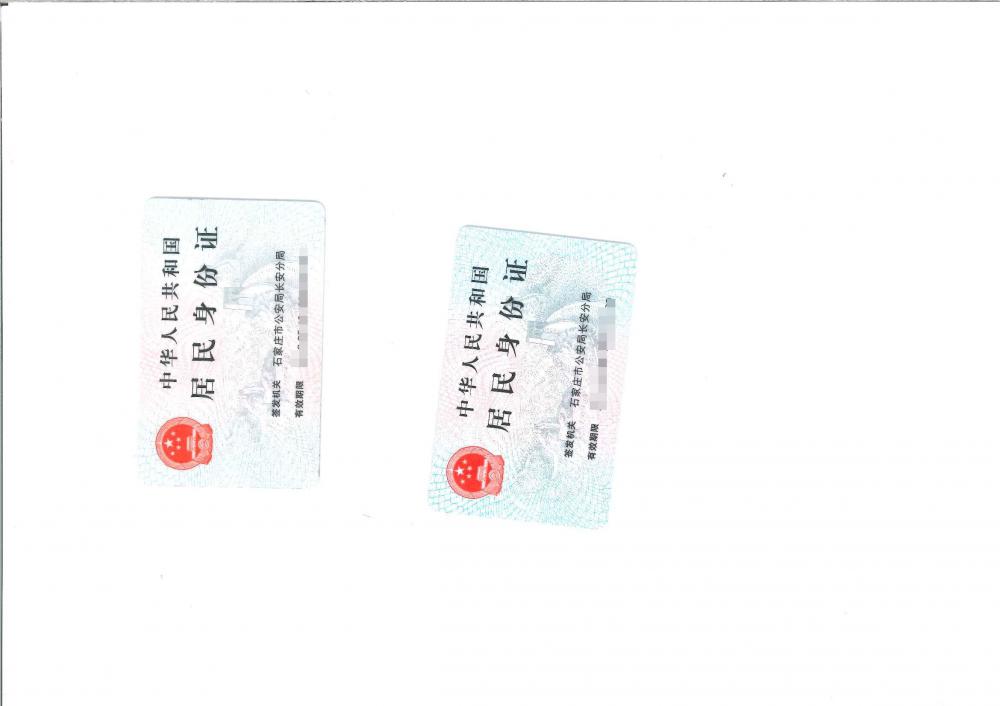 中华人民共和国
居民身份证
签发机关 石家庄市公安局长安分局
有效期限
中华人民共和国
居民身份证
签发机关 石家庄市公安局长安分局
有效期限